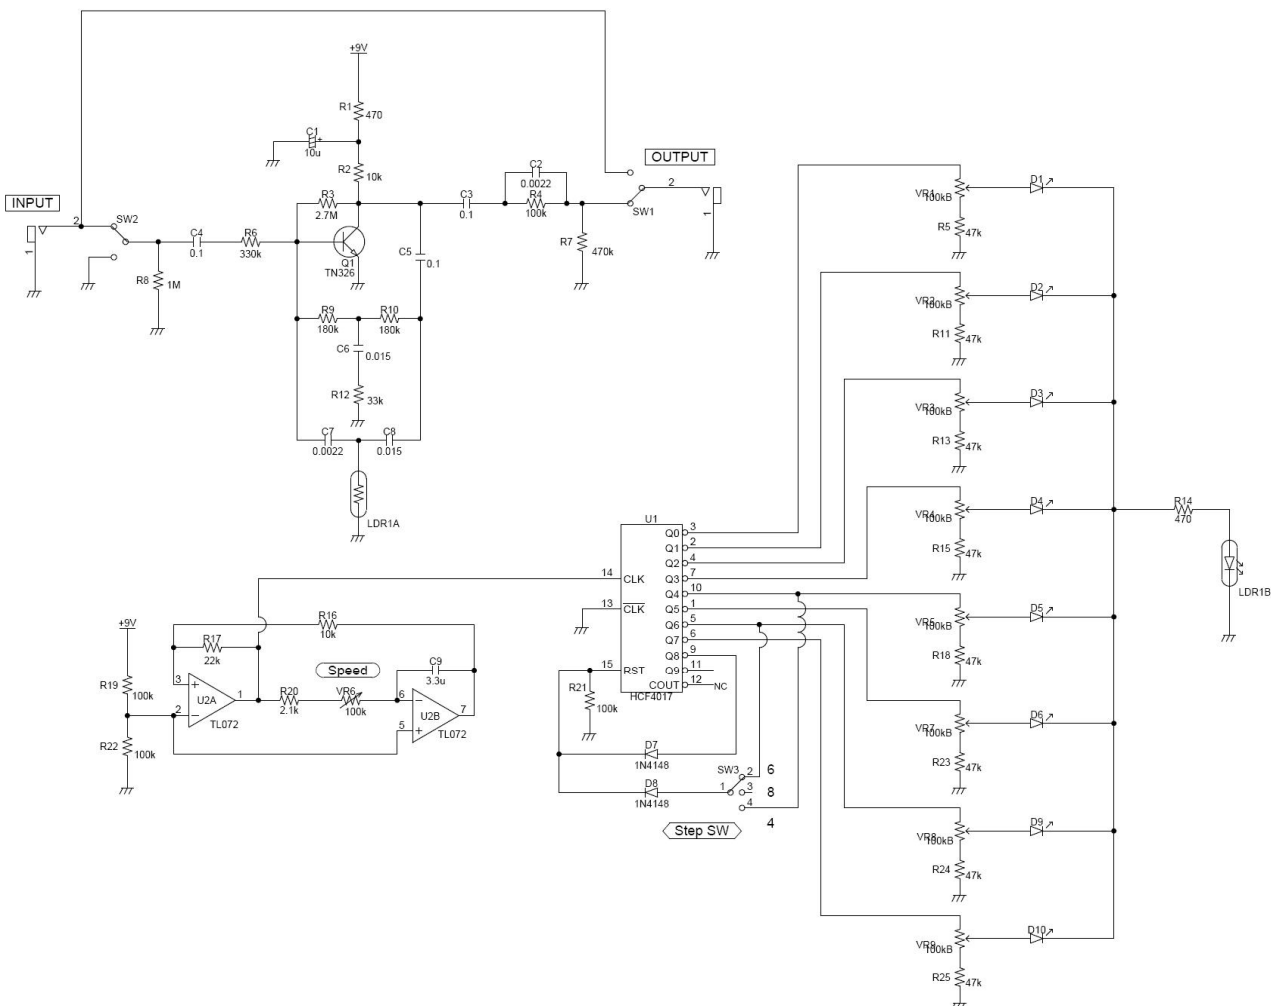 +9V
R1
470
C1
+
10u
R2
10k
OUTPUT
C2
0.0022
R4
100k
2
1
SW1
INPUT
2
1
SW2
R3
2.7M
C3
0.1
R7
470k
C4
0.1
R6
330k
R8
1M
Q1
TN326
C5
0.1
R9
180k
R10
180k
C6
0.015
R12
33k
C7
0.0022
C8
0.015
LDR1A
VR1
100kB
D1
R5
47k
VR2
100kB
D2
R11
47k
VR3
100kB
D3
R13
47k
VR4
100kB
D4
R15
47k
R14
470
LDR1B
VR5
100kB
D5
R18
47k
VR7
100kB
D6
R23
47k
VR8
100kB
D9
R24
47k
VR9
100kB
D10
R25
47k
U1
14
CLK
13
CLK
15
RST
Q0
3
Q1
2
Q2
4
Q3
7
Q4
10
Q5
1
Q6
5
Q7
6
Q8
9
Q9
11
COUT
12
NC
HCF4017
R21
100k
D7
1N4148
D8
1N4148
SW3
1
2
3
4
6
8
4
Step SW
+9V
R16
10k
R17
22k
R19
100k
R22
100k
3
+
2
−
1
U2A
TL072
R20
2.1k
Speed
VR6
100k
C9
3.3u
6
−
5
+
7
U2B
TL072